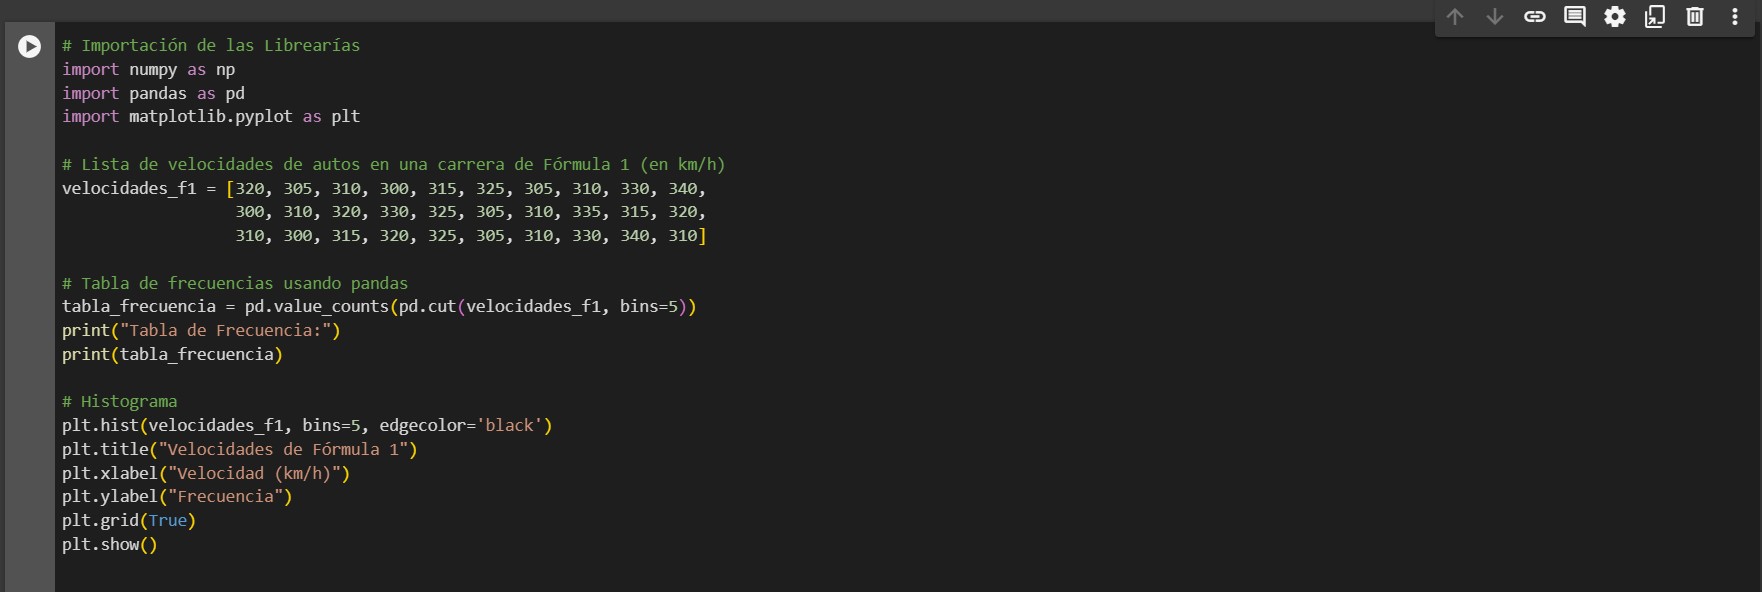 # Importación de las Librearías
import numpy as np
import pandas as pd
import matplotlib.pyplot as plt
# Lista de velocidades de autos en una carrera de Fórmula 1 (en km/h)
velocidades_f1 = [320, 305, 310, 300, 315, 325, 305, 310, 330, 340,
300, 310, 320, 330, 325, 305, 310, 335, 315, 320,
310, 300, 315, 320, 325, 305, 310, 330, 340, 310]
# Tabla de frecuencias usando pandas
tabla_frecuencia = pd.value_counts(pd.cut(velocidades_f1, bins=5))
print("Tabla de Frecuencia:")
print(tabla_frecuencia)
# Histograma
plt.hist(velocidades_f1, bins=5, edgecolor='black')
plt.title("Velocidades de Fórmula 1")
plt.xlabel("Velocidad (km/h)")
plt.ylabel("Frecuencia")
plt.grid(True)
plt.show()